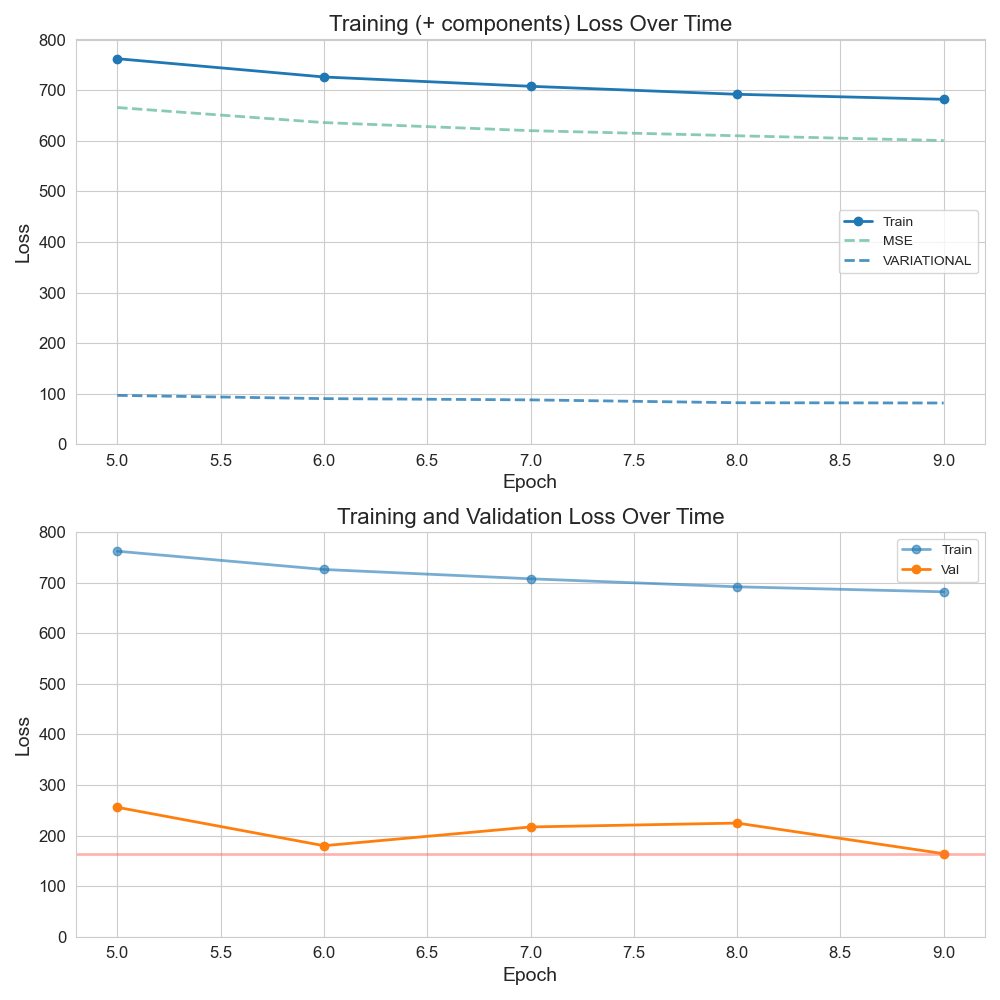 Training (+ components) Loss Over Time
800
700
600
500
400
300
200
100
0
Loss
Train
MSE
VARIATIONAL
5.0 5.5 6.0 6.5 7.0 7.5 8.0 8.5 9.0
Epoch
Training and Validation Loss Over Time
800
700
600
500
400
300
200
100
0
Loss
Train
Val
5.0 5.5 6.0 6.5 7.0 7.5 8.0 8.5 9.0
Epoch